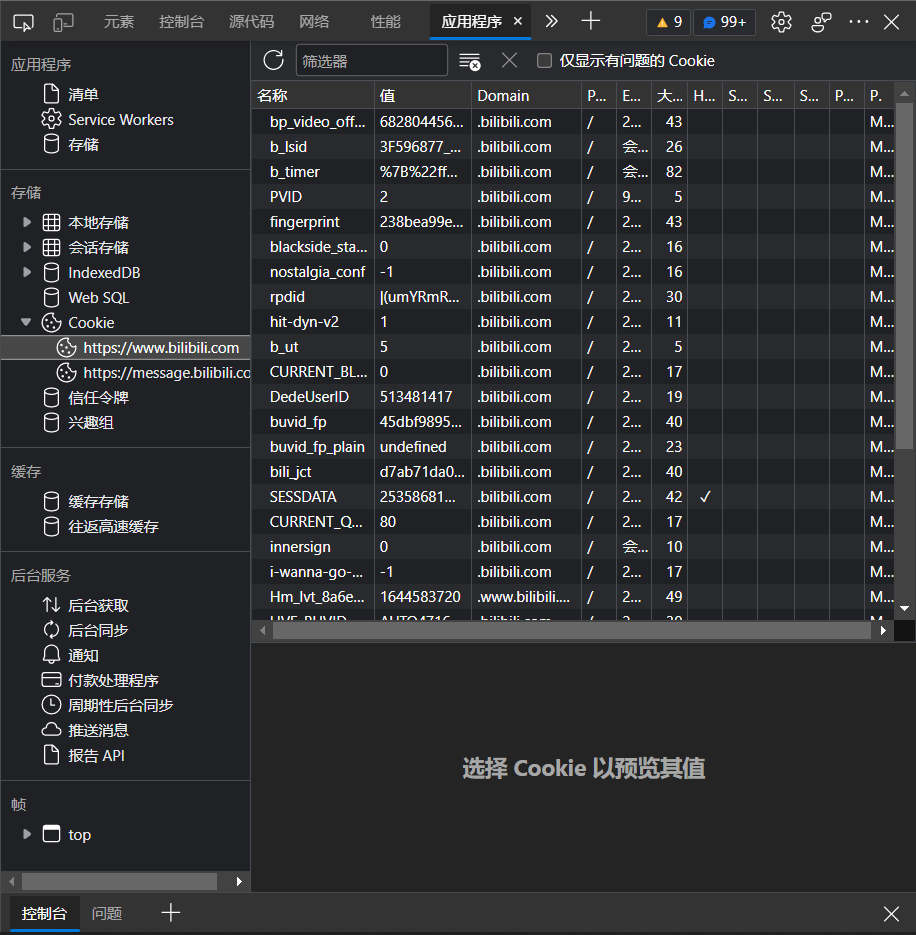 元素 控制台 源代码 网络 性能 应用程序 9 99+
应用程序
清单
Service Workers
存储
存储
本地存储
会话存储
IndexedDB
Web SQL
Cookie
https://www.bilibili.com
https://message.bilibili.co
信任令牌
兴趣组
缓存
缓存存储
往返高速缓存
后台服务
后台获取
后台同步
通知
付款处理程序
周期性后台同步
推送消息
报告 API
帧
top
筛选器 仅显示有问题的 Cookie
名称 值 Domain P... E... 大... H... S... S... S... P... P.
bp_video_off... 682804456... .bilibili.com / 2... 43 M...
b_lsid 3F596877_... .bilibili.com / 会... 26 M...
b_timer %7B%22ff... .bilibili.com / 会... 82 M...
PVID 2 .bilibili.com / 9... 5 M...
fingerprint 238bea99e... .bilibili.com / 2... 43 M...
blackside_sta... 0 .bilibili.com / 2... 16 M...
nostalgia_conf -1 .bilibili.com / 2... 16 M...
rpdid |(umYRmR... .bilibili.com / 2... 30 M...
hit-dyn-v2 1 .bilibili.com / 2... 11 M...
b_ut 5 .bilibili.com / 2... 5 M...
CURRENT_BL... 0 .bilibili.com / 2... 17 M...
DedeUserID 513481417 .bilibili.com / 2... 19 M...
buvid_fp 45dbf9895... .bilibili.com / 2... 40 M...
buvid_fp_plain undefined .bilibili.com / 2... 23 M...
bili_jct d7ab71da0... .bilibili.com / 2... 40 M...
SESSDATA 25358681... .bilibili.com / 2... 42 ✓ M...
CURRENT_Q... 80 .bilibili.com / 2... 17 M...
innersign 0 .bilibili.com / 会... 10 M...
i-wanna-go-... -1 .bilibili.com / 2... 17 M...
Hm_lvt_8a6e... 1644583720 .www.bilibili.... / 2... 49 M...
选择 Cookie 以预览其值
控制台 问题